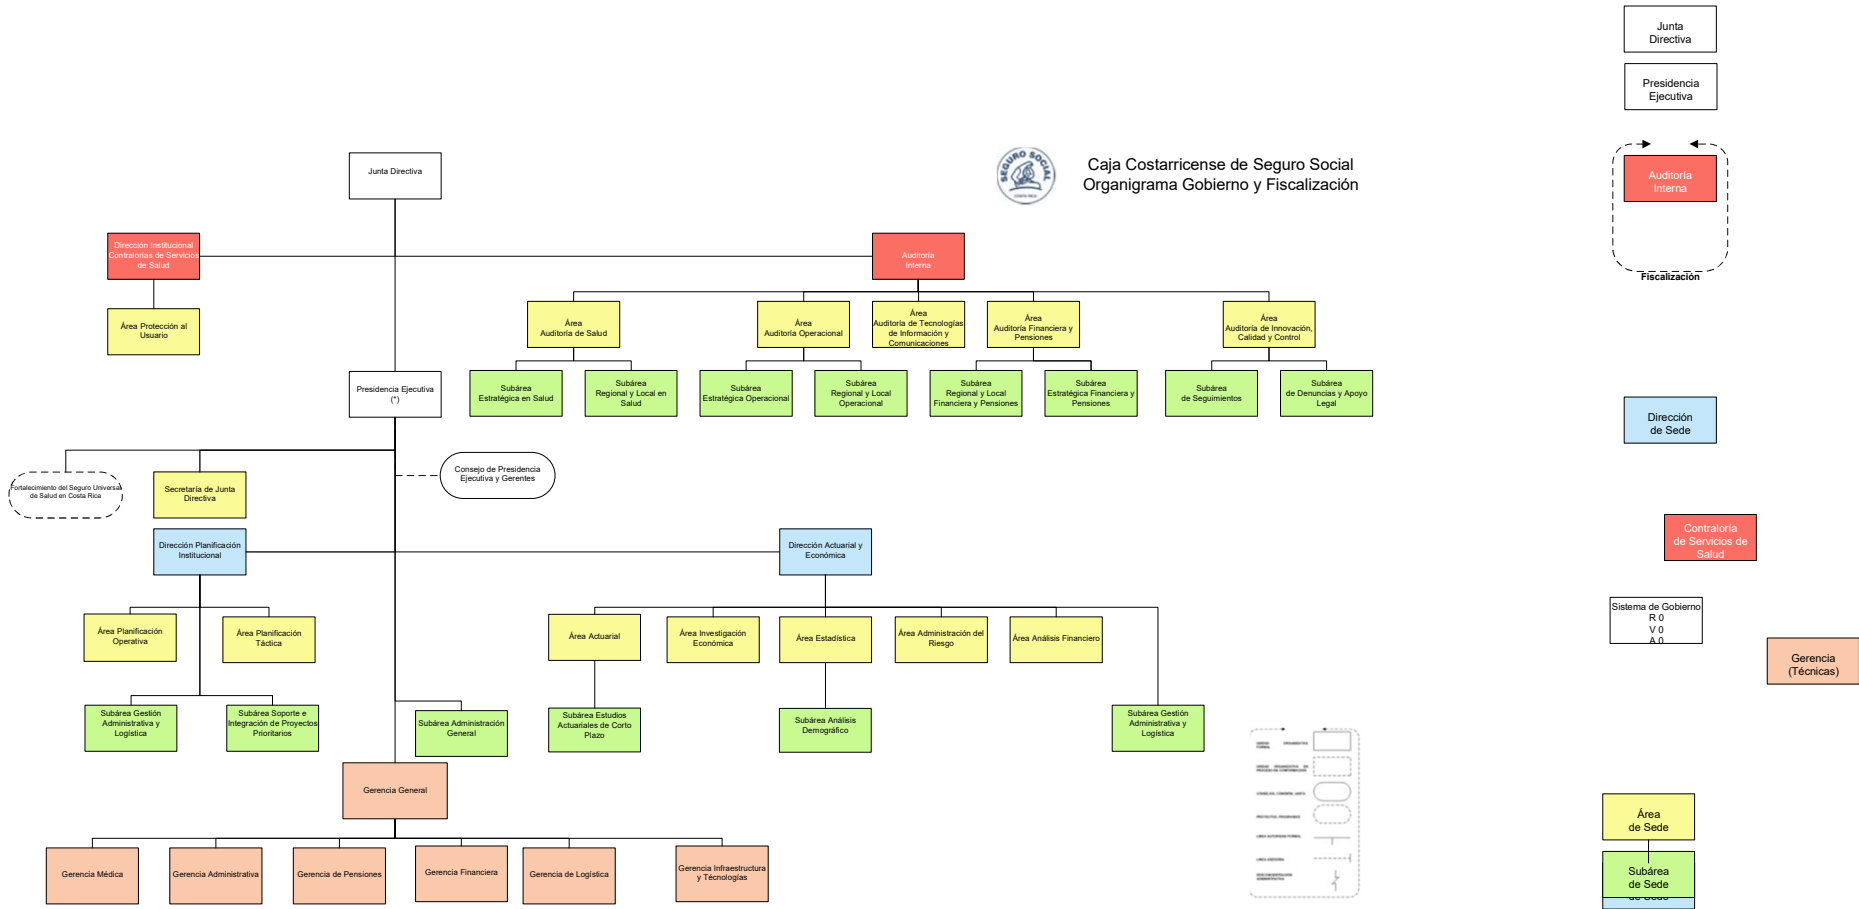 Junta
Directiva
Presidencia
Ejecutiva
Auditoría
Interna
Fiscalización
SEGURO SOCIAL
COSTA RICA
Caja Costarricense de Seguro Social
Organigrama Gobierno y Fiscalización
Junta Directiva
Dirección Institucional
Contralorías de Servicios
de Salud
Auditoría
Interna
Área Protección al
Usuario
Área
Auditoría de Salud
Área
Auditoría Operacional
Área
Auditoría de Tecnologías
de Información y
Comunicaciones
Área
Auditoría Financiera y
Pensiones
Área
Auditoría de Innovación,
Calidad y Control
Presidencia Ejecutiva
(*)
Subárea
Estratégica en Salud
Subárea
Regional y Local en
Salud
Subárea
Estratégica Operacional
Subárea
Regional y Local
Operacional
Subárea
Regional y Local
Financiera y Pensiones
Subárea
Estratégica Financiera y
Pensiones
Subárea
de Seguimientos
Subárea
de Denuncias y Apoyo
Legal
Dirección
de Sede
Fortalecimiento del Seguro Universal
de Salud en Costa Rica
Secretaría de Junta
Directiva
Consejo de Presidencia
Ejecutiva y Gerentes
Dirección Planificación
Institucional
Dirección Actuarial y
Económica
Contraloría
de Servicios de
Salud
Área Planificación
Operativa
Área Planificación
Táctica
Área Actuarial
Área Investigación
Económica
Área Estadística
Área Administración del
Riesgo
Área Análisis Financiero
Sistema de Gobierno
R 0
V 0
A 0
Gerencia
(Técnicas)
Subárea Gestión
Administrativa y
Logística
Subárea Soporte e
Integración de Proyectos
Prioritarios
Subárea Administración
General
Subárea Estudios
Actuariales de Corto
Plazo
Subárea Análisis
Demográfico
Subárea Gestión
Administrativa y
Logística
Gerencia General
Gerencia Médica
Gerencia Administrativa
Gerencia de Pensiones
Gerencia Financiera
Gerencia de Logística
Gerencia Infraestructura
y Técnologías
Área
de Sede
Subárea
de Sede
de Sede